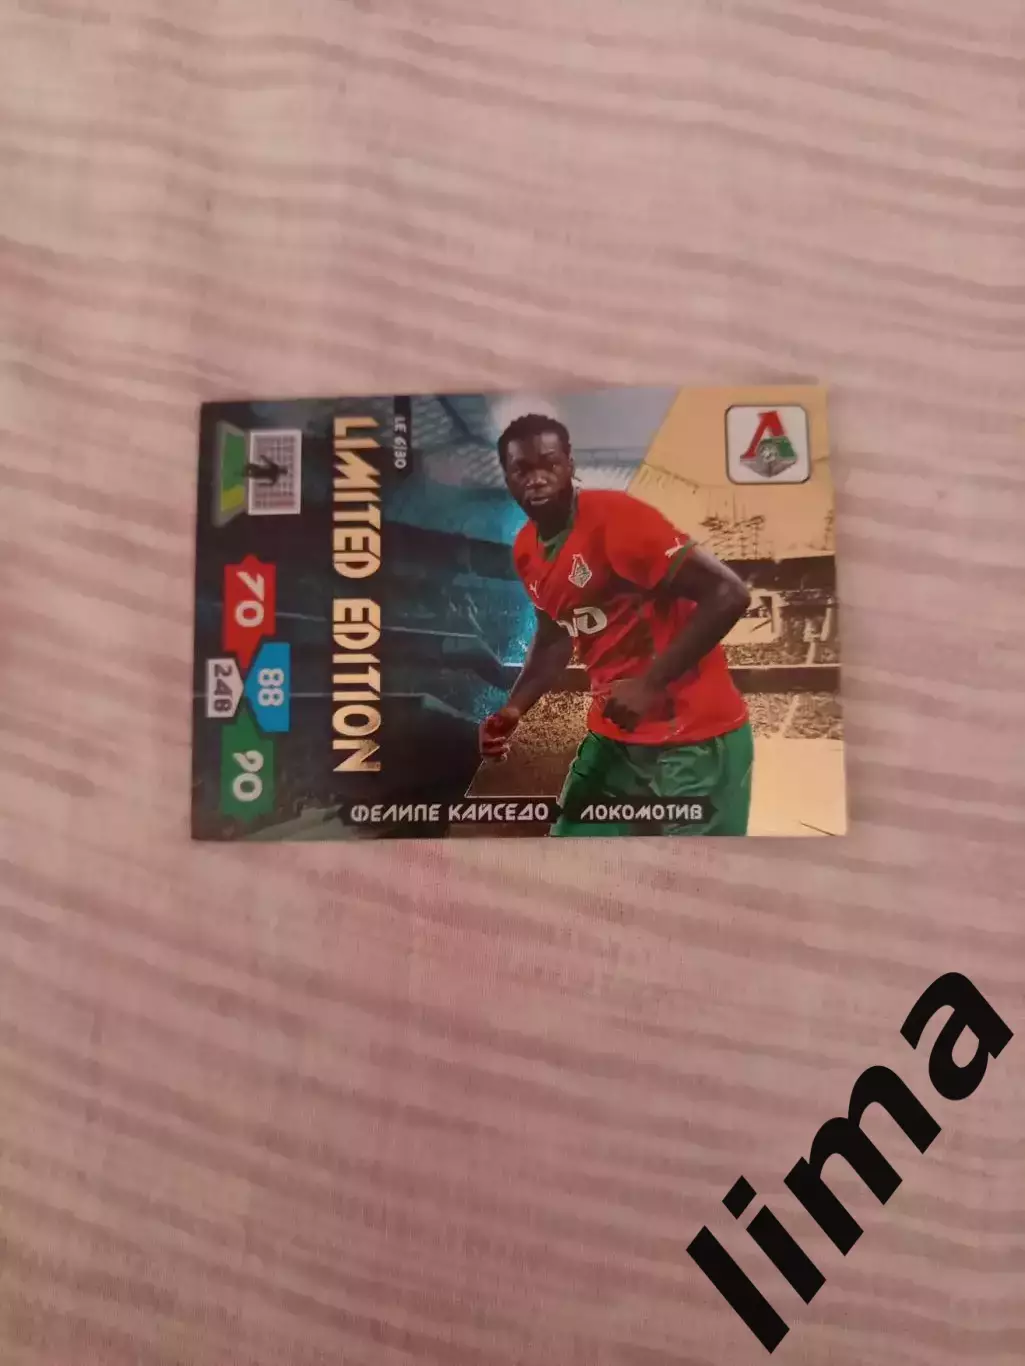 LE 6/30
LIMITED EDITION
70
88
248
90
ФЕЛИПЕ КАЙСЕДО
ЛОКОМОТИВ
lima